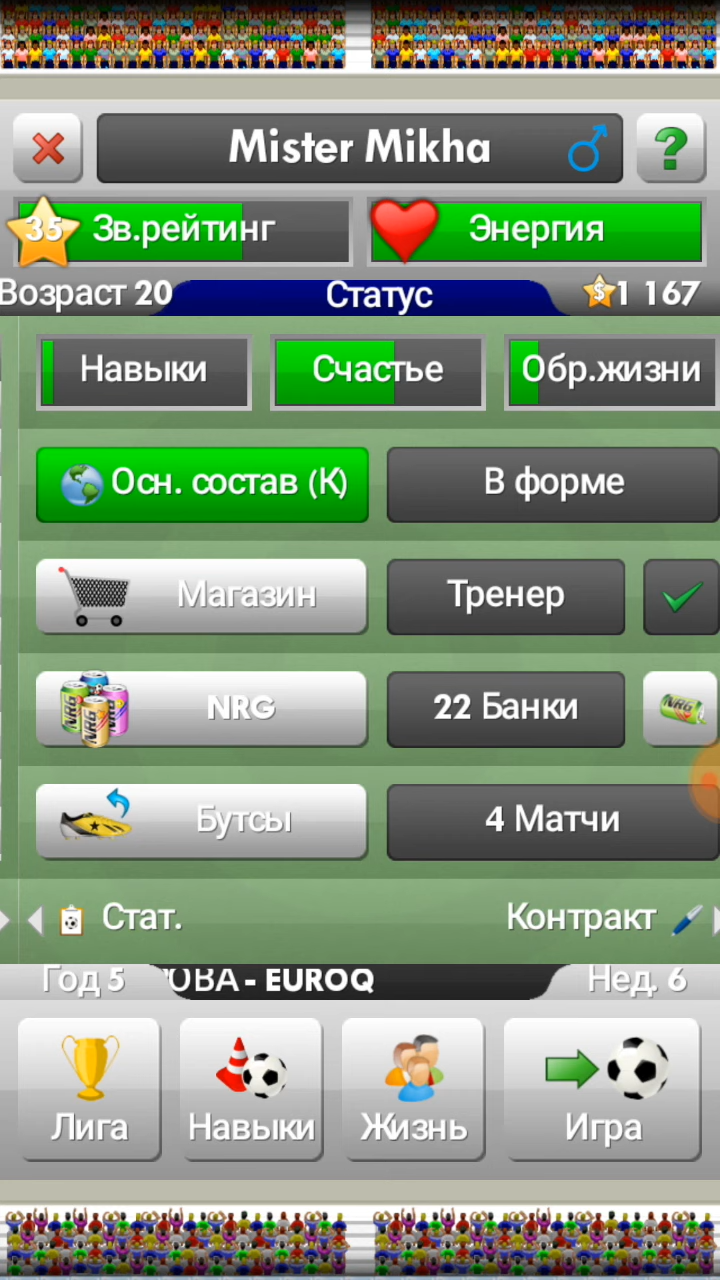 Mister Mikha ?
35 Зв.рейтинг Энергия
Возраст 20 Статус $1 167
Навыки Счастье Обр.жизни
Осн. состав (К) В форме
Магазин Тренер
NRG 22 Банки
Бутсы 4 Матчи
Стат. Контракт
Год 5 ОВА - EUROQ Нед. 6
Лига Навыки Жизнь Игра